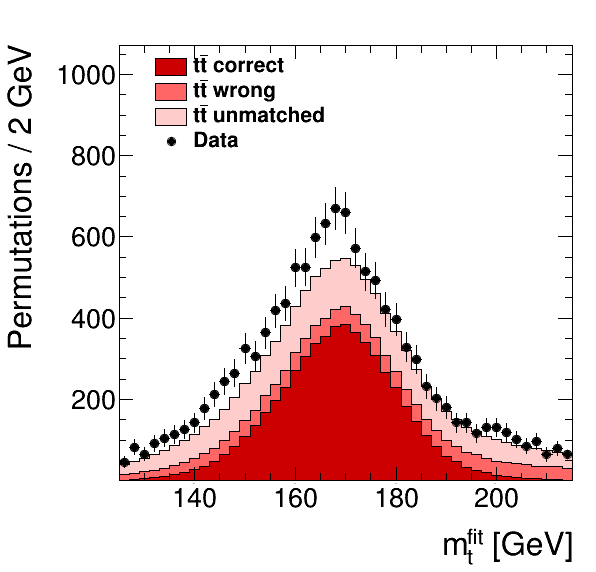 Permutations / 2 GeV
1000
800
600
400
200
tt̄ correct
tt̄ wrong
tt̄ unmatched
Data
140 160 180 200
m_t^fit [GeV]